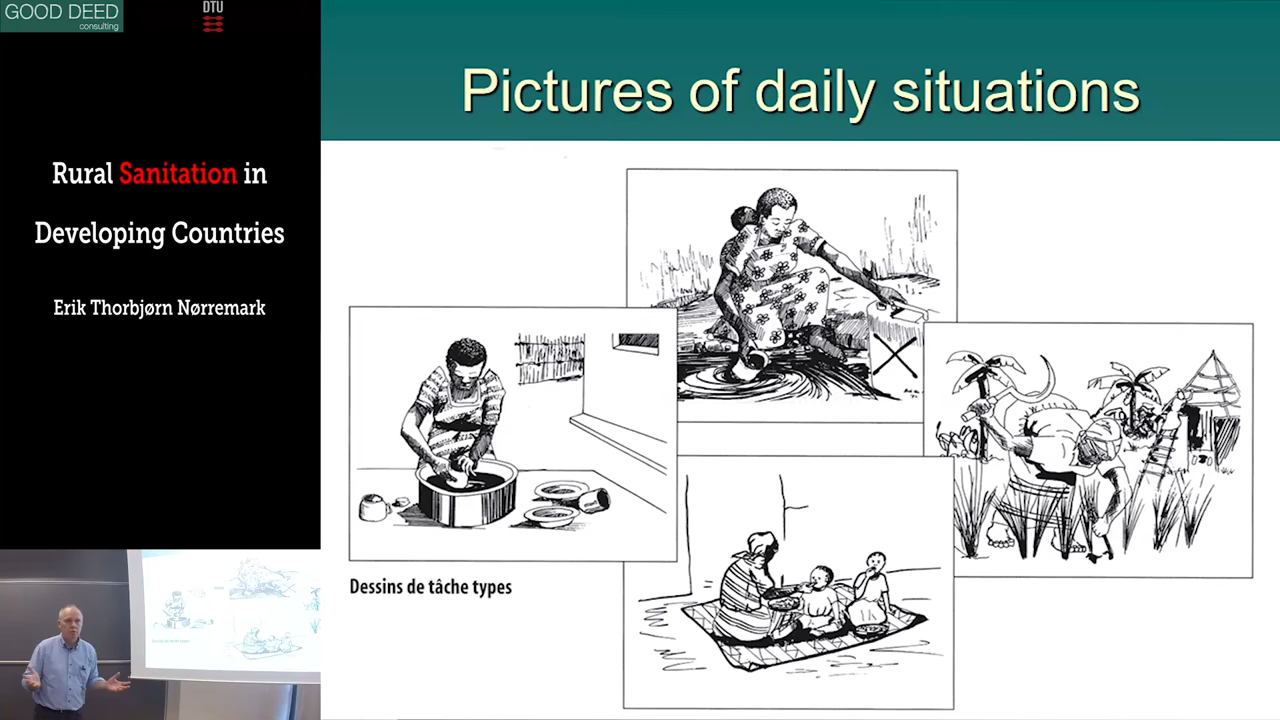 GOOD DEED
consulting
DTU
Rural Sanitation in
Developing Countries
Erik Thorbjørn Nørremark
Pictures of daily situations
Dessins de tâche types